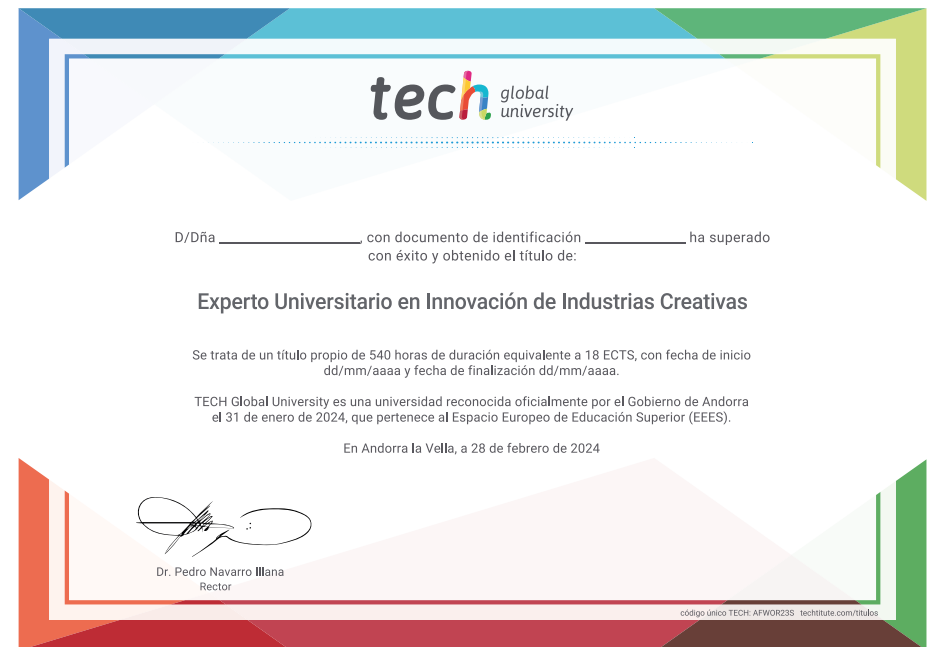 tech global university
D/Dña ____________________, con documento de identificación ______________ ha superado
con éxito y obtenido el título de:
Experto Universitario en Innovación de Industrias Creativas
Se trata de un título propio de 540 horas de duración equivalente a 18 ECTS, con fecha de inicio
dd/mm/aaaa y fecha de finalización dd/mm/aaaa.
TECH Global University es una universidad reconocida oficialmente por el Gobierno de Andorra
el 31 de enero de 2024, que pertenece al Espacio Europeo de Educación Superior (EEES).
En Andorra la Vella, a 28 de febrero de 2024
Dr. Pedro Navarro Illana
Rector
código único TECH: AFWOR23S techtitute.com/titulos